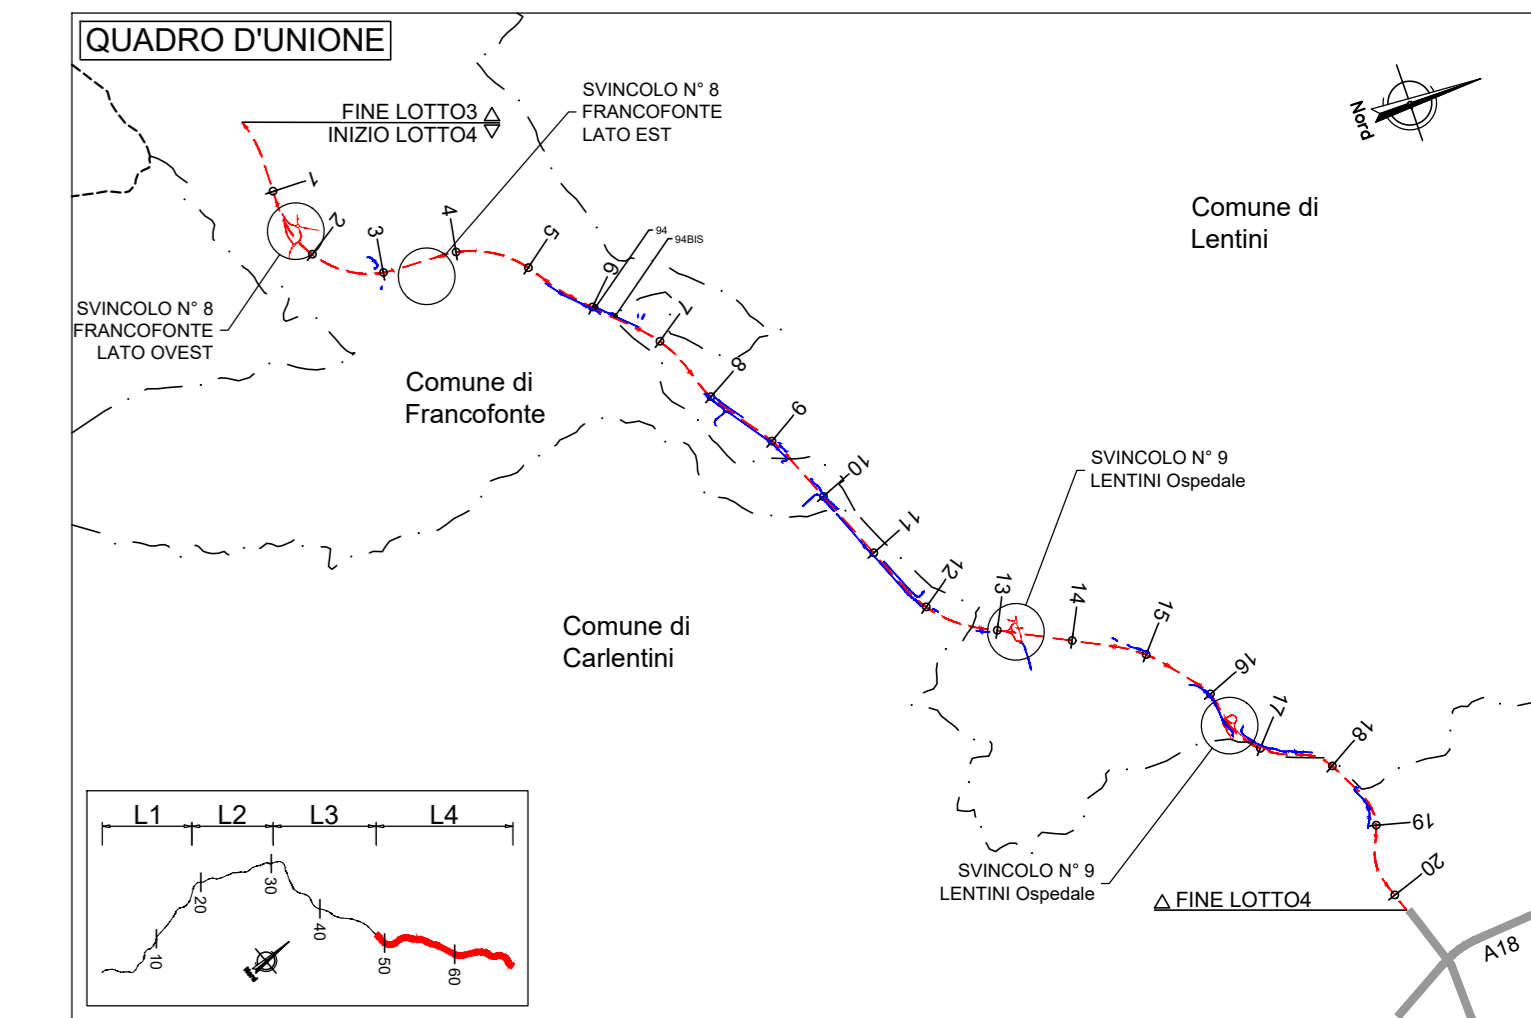 QUADRO D'UNIONE
FINE LOTTO3
INIZIO LOTTO4
SVINCOLO N° 8
FRANCOFONTE
LATO EST
Nord
Comune di
Lentini
1
2
3
4
5
6
94
94BIS
7
SVINCOLO N° 8
FRANCOFONTE
LATO OVEST
Comune di
Francofonte
8
9
10
11
12
SVINCOLO N° 9
LENTINI Ospedale
13
14
15
16
17
18
19
20
Comune di
Carlentini
SVINCOLO N° 9
LENTINI Ospedale
FINE LOTTO4
A18
L1
L2
L3
L4
10
20
30
40
50
60
Nord